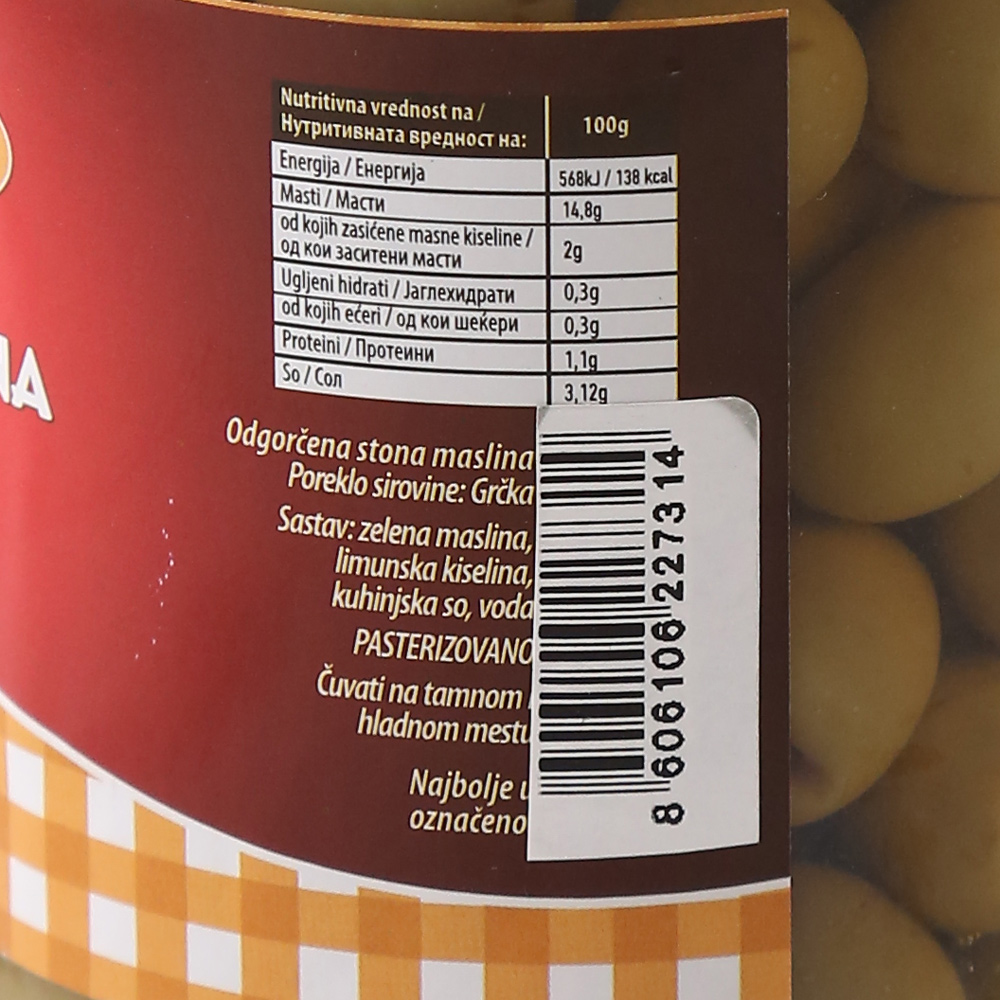 Nutritivna vrednost na /
Нутритивната вредност на:
100g
Energija / Енергија 568kJ / 138 kcal
Masti / Масти 14,8g
od kojih zasićene masne kiseline /
од кои заситени масти
2g
Ugljeni hidrati / Јаглехидрати 0,3g
od kojih ećeri / од кои шеќери 0,3g
Proteini / Протеини 1,1g
So / Сол 3,12g
Odgorčena stona maslina
Poreklo sirovine: Grčka
Sastav: zelena maslina,
limunska kiselina,
kuhinjska so, voda
PASTERIZOVANO
Čuvati na tamnom
hladnom mestu
Najbolje
označeno
8 606106 227314